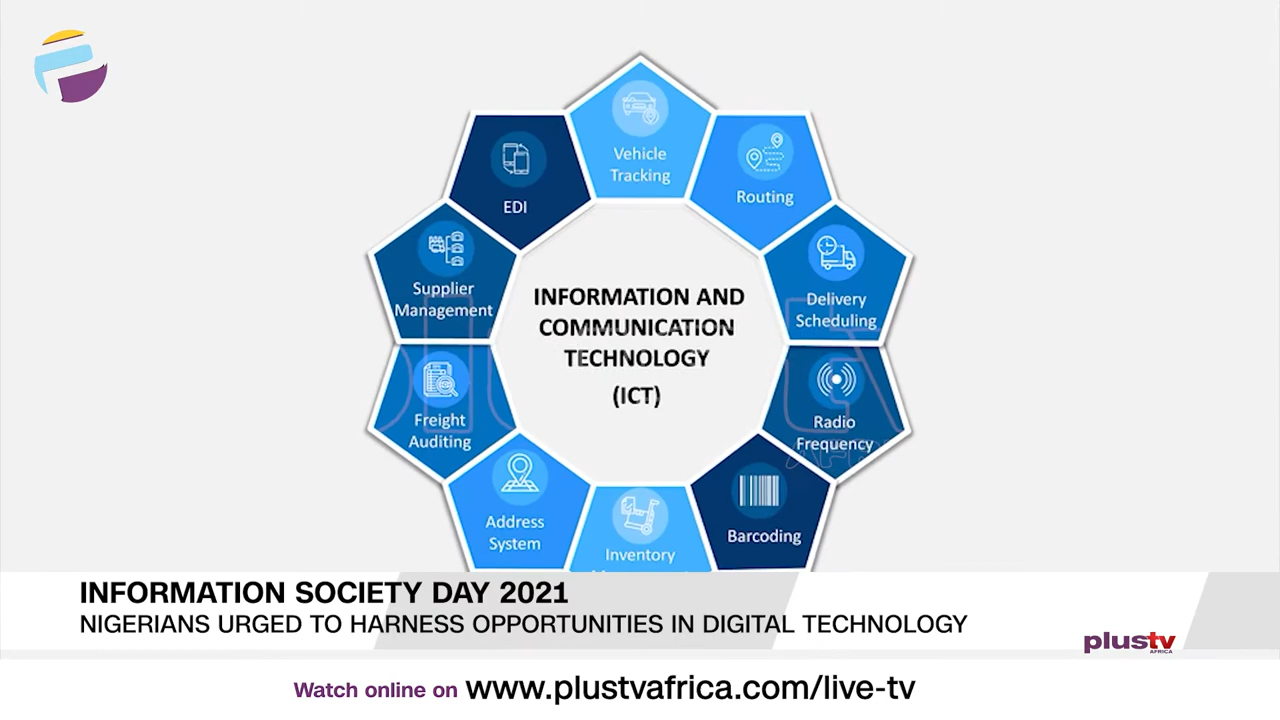 Vehicle
Tracking
Routing
EDI
Supplier
Management
Delivery
Scheduling
INFORMATION AND
COMMUNICATION
TECHNOLOGY
(ICT)
Freight
Auditing
Radio
Frequency
Address
System
Inventory
Barcoding
INFORMATION SOCIETY DAY 2021
NIGERIANS URGED TO HARNESS OPPORTUNITIES IN DIGITAL TECHNOLOGY
plustv
AFRICA
Watch online on www.plustvafrica.com/live-tv